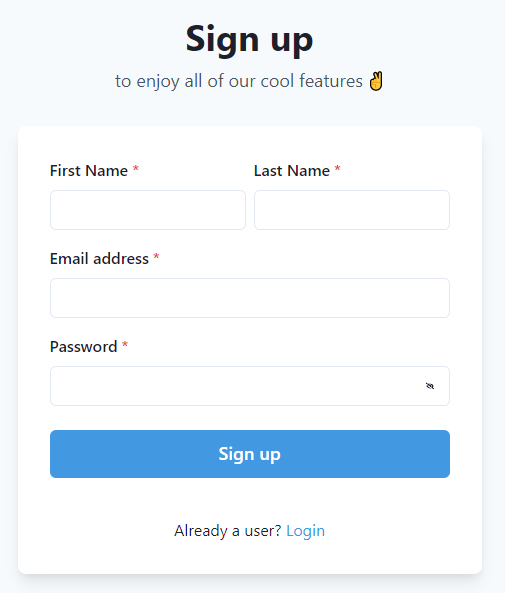 Sign up
to enjoy all of our cool features ✌️
First Name * Last Name *
Email address *
Password *
Sign up
Already a user? Login